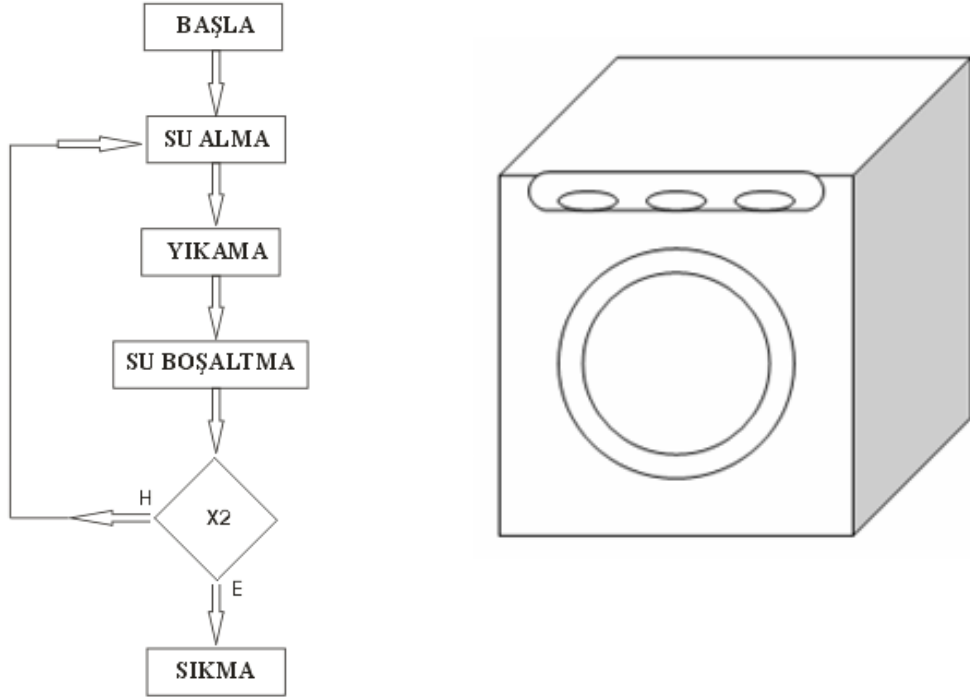 BAŞLA
SU ALMA
YIKAMA
SU BOŞALTMA
H
X2
E
SIKMA